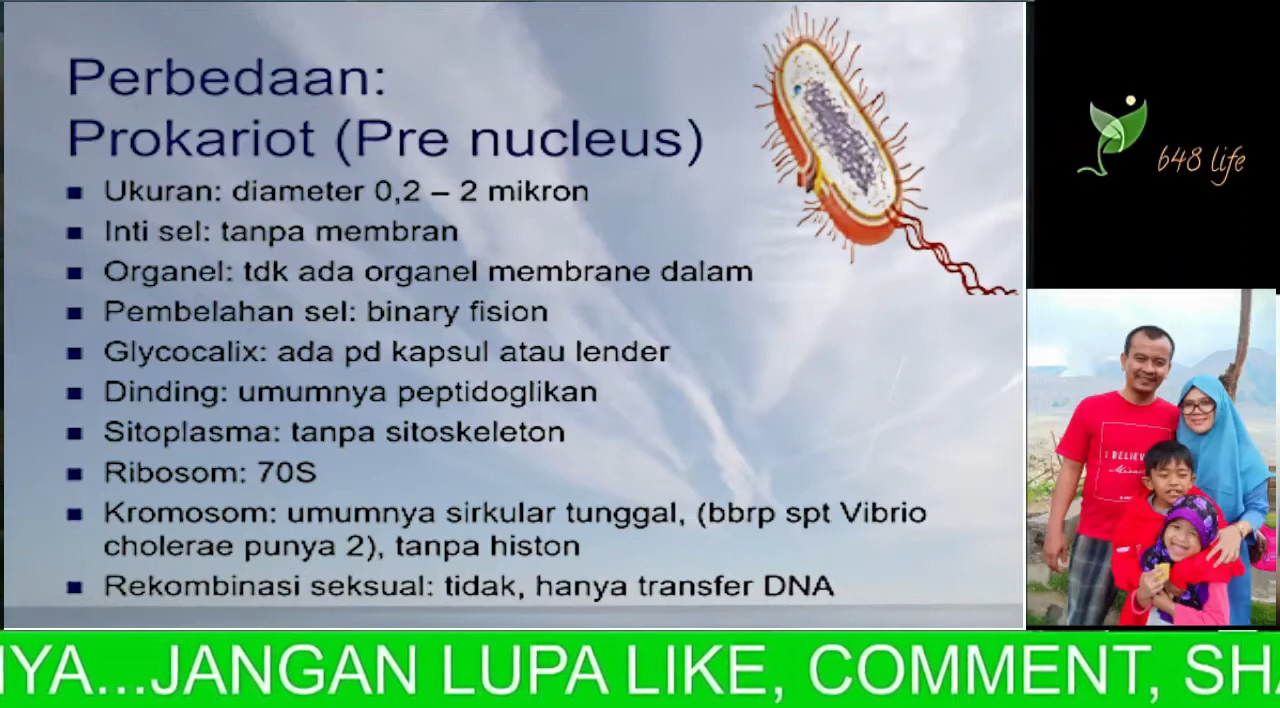 Perbedaan:
Prokariot (Pre nucleus)
Ukuran: diameter 0,2 – 2 mikron
Inti sel: tanpa membran
Organel: tdk ada organel membrane dalam
Pembelahan sel: binary fision
Glycocalix: ada pd kapsul atau lender
Dinding: umumnya peptidoglikan
Sitoplasma: tanpa sitoskeleton
Ribosom: 70S
Kromosom: umumnya sirkular tunggal, (bbrp spt Vibrio
cholerae punya 2), tanpa histon
Rekombinasi seksual: tidak, hanya transfer DNA
648 life
I BELIEV
NYA...JANGAN LUPA LIKE, COMMENT, SHA